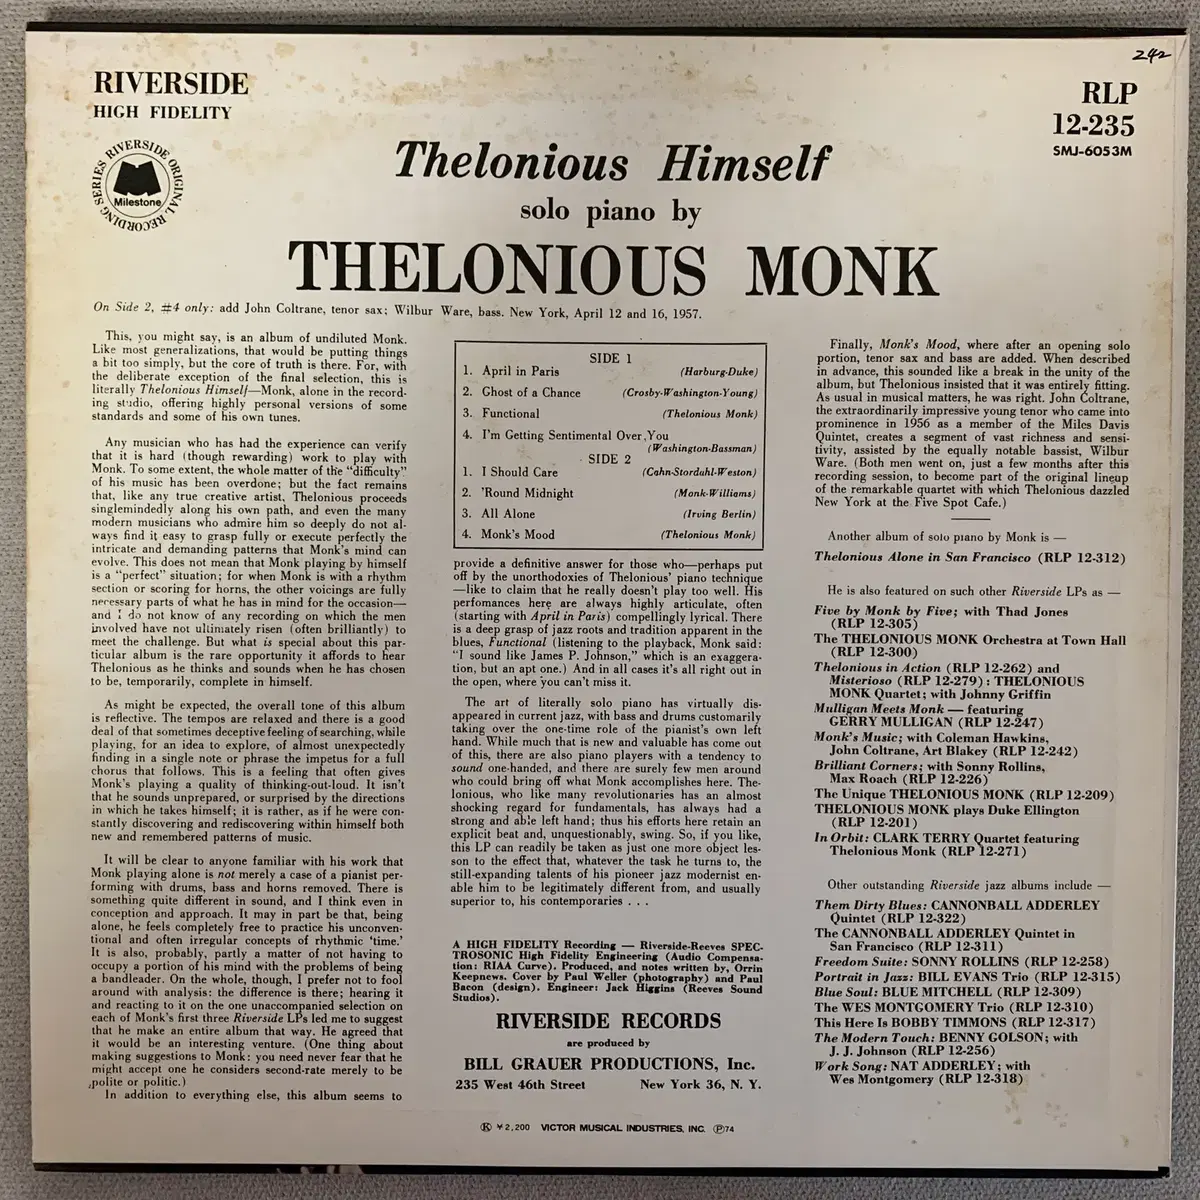 242
RIVERSIDE
HIGH FIDELITY
RIVERSIDE ORIGINAL RECORDING SERIES
Milestone
RLP
12-235
SMJ-6053M
Thelonious Himself
solo piano by
THELONIOUS MONK
On Side 2, #4 only: add John Coltrane, tenor sax; Wilbur Ware, bass. New York, April 12 and 16, 1957.
This, you might say, is an album of undiluted Monk.
Like most generalizations, that would be putting things
a bit too simply, but the core of truth is there. For, with
the deliberate exception of the final selection, this is
literally Thelonious Himself—Monk, alone in the record-
ing studio, offering highly personal versions of some
standards and some of his own tunes.
Any musician who has had the experience can verify
that it is hard (though rewarding) work to play with
Monk. To some extent, the whole matter of the "difficulty"
of his music has been overdone; but the fact remains
that, like any true creative artist, Thelonious proceeds
singlemindedly along his own path, and even the many
modern musicians who admire him so deeply do not al-
ways find it easy to grasp fully or execute perfectly the
intricate and demanding patterns that Monk's mind can
evolve. This does not mean that Monk playing by himself
is a "perfect" situation; for when Monk is with a rhythm
section or scoring for horns, the other voicings are fully
necessary parts of what he has in mind for the occasion—
and I do not know of any recording on which the men
involved have not ultimately risen (often brilliantly) to
meet the challenge. But what is special about this par-
ticular album is the rare opportunity it affords to hear
Thelonious as he thinks and sounds when he has chosen
to be, temporarily, complete in himself.
As might be expected, the overall tone of this album
is reflective. The tempos are relaxed and there is a good
deal of that sometimes deceptive feeling of searching, while
playing, for an idea to explore, of almost unexpectedly
finding in a single note or phrase the impetus for a full
chorus that follows. This is a feeling that often gives
Monk's playing a quality of thinking-out-loud. It isn't
that he sounds unprepared, or surprised by the directions
in which he takes himself; it is rather, as if he were con-
stantly discovering and rediscovering within himself both
new and remembered patterns of music.
It will be clear to anyone familiar with his work that
Monk playing alone is not merely a case of a pianist per-
forming with drums, bass and horns removed. There is
something quite different in sound, and I think even in
conception and approach. It may in part be that, being
alone, he feels completely free to practice his unconven-
tional and often irregular concepts of rhythmic 'time.'
It is also, probably, partly a matter of not having to
occupy a portion of his mind with the problems of being
a bandleader. On the whole, though, I prefer not to fool
around with analysis: the difference is there; hearing it
and reacting to it on the one unaccompanied selection on
each of Monk's first three Riverside LPs led me to suggest
that he make an entire album that way. He agreed that
it would be an interesting venture. (One thing about
making suggestions to Monk: you need never fear that he
might accept one he considers second-rate merely to be
polite or politic.)
In addition to everything else, this album seems to
SIDE 1
1. April in Paris (Harburg-Duke)
2. Ghost of a Chance (Crosby-Washington-Young)
3. Functional (Thelonious Monk)
4. I'm Getting Sentimental Over You
(Washington-Bassman)
SIDE 2
1. I Should Care (Cahn-Stordahl-Weston)
2. 'Round Midnight (Monk-Williams)
3. All Alone (Irving Berlin)
4. Monk's Mood (Thelonious Monk)
provide a definitive answer for those who—perhaps put
off by the unorthodoxies of Thelonious' piano technique
—like to claim that he really doesn't play too well. His
perfomances here are always highly articulate, often
(starting with April in Paris) compellingly lyrical. There
is a deep grasp of jazz roots and tradition apparent in the
blues, Functional (listening to the playback, Monk said:
"I sound like James P. Johnson," which is an exaggera-
tion, but an apt one.) And in all cases it's all right out in
the open, where you can't miss it.
The art of literally solo piano has virtually dis-
appeared in current jazz, with bass and drums customarily
taking over the one-time role of the pianist's own left
hand. While much that is new and valuable has come out
of this, there are also piano players with a tendency to
sound one-handed, and there are surely few men around
who could bring off what Monk accomplishes here. The-
lonious, who like many revolutionaries has an almost
shocking regard for fundamentals, has always had a
strong and able left hand; thus his efforts here retain an
explicit beat and, unquestionably, swing. So, if you like,
this LP can readily be taken as just one more object les-
son to the effect that, whatever the task he turns to, the
still-expanding talents of his pioneer jazz modernist en-
able him to be legitimately different from, and usually
superior to, his contemporaries . . .
A HIGH FIDELITY Recording — Riverside-Reeves SPEC-
TROSONIC High Fidelity Engineering (Audio Compensa-
tion: RIAA Curve). Produced, and notes written by, Orrin
Keepnews. Cover by Paul Weller (photography) and Paul
Bacon (design). Engineer: Jack Higgins (Reeves Sound
Studios).
RIVERSIDE RECORDS
are produced by
BILL GRAUER PRODUCTIONS, Inc.
235 West 46th Street New York 36, N. Y.
Finally, Monk's Mood, where after an opening solo
portion, tenor sax and bass are added. When described
in advance, this sounded like a break in the unity of the
album, but Thelonious insisted that it was entirely fitting.
As usual in musical matters, he was right. John Coltrane,
the extraordinarily impressive young tenor who came into
prominence in 1956 as a member of the Miles Davis
Quintet, creates a segment of vast richness and sensi-
tivity, assisted by the equally notable bassist, Wilbur
Ware. (Both men went on, just a few months after this
recording session, to become part of the original lineup
of the remarkable quartet with which Thelonious dazzled
New York at the Five Spot Cafe.)
Another album of solo piano by Monk is —
Thelonious Alone in San Francisco (RLP 12-312)
He is also featured on such other Riverside LPs as —
Five by Monk by Five; with Thad Jones
(RLP 12-305)
The THELONIOUS MONK Orchestra at Town Hall
(RLP 12-300)
Thelonious in Action (RLP 12-262) and
Misterioso (RLP 12-279): THELONIOUS
MONK Quartet; with Johnny Griffin
Mulligan Meets Monk — featuring
GERRY MULLIGAN (RLP 12-247)
Monk's Music; with Coleman Hawkins,
John Coltrane, Art Blakey (RLP 12-242)
Brilliant Corners; with Sonny Rollins,
Max Roach (RLP 12-226)
The Unique THELONIOUS MONK (RLP 12-209)
THELONIOUS MONK plays Duke Ellington
(RLP 12-201)
In Orbit: CLARK TERRY Quartet featuring
Thelonious Monk (RLP 12-271)
Other outstanding Riverside jazz albums include —
Them Dirty Blues: CANNONBALL ADDERLEY
Quintet (RLP 12-322)
The CANNONBALL ADDERLEY Quintet in
San Francisco (RLP 12-311)
Freedom Suite: SONNY ROLLINS (RLP 12-258)
Portrait in Jazz: BILL EVANS Trio (RLP 12-315)
Blue Soul: BLUE MITCHELL (RLP 12-309)
The WES MONTGOMERY Trio (RLP 12-310)
This Here Is BOBBY TIMMONS (RLP 12-317)
The Modern Touch: BENNY GOLSON; with
J. J. Johnson (RLP 12-256)
Work Song: NAT ADDERLEY; with
Wes Montgomery (RLP 12-318)
Ⓚ ¥2,200 VICTOR MUSICAL INDUSTRIES, INC. Ⓟ74